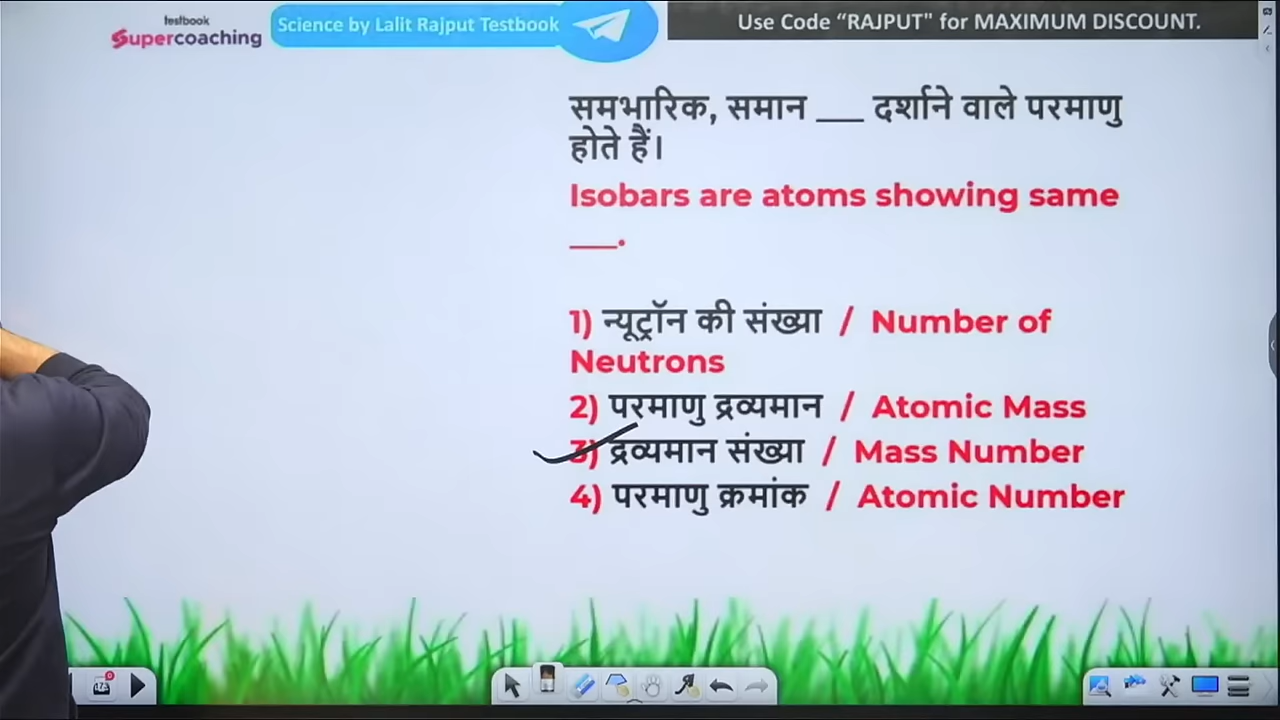 testbook
Supercoaching
Science by Lalit Rajput Testbook
Use Code “RAJPUT" for MAXIMUM DISCOUNT.
समभारिक, समान ___ दर्शाने वाले परमाणु
होते हैं।
Isobars are atoms showing same
___.
1) न्यूट्रॉन की संख्या / Number of
Neutrons
2) परमाणु द्रव्यमान / Atomic Mass
3) द्रव्यमान संख्या / Mass Number
4) परमाणु क्रमांक / Atomic Number